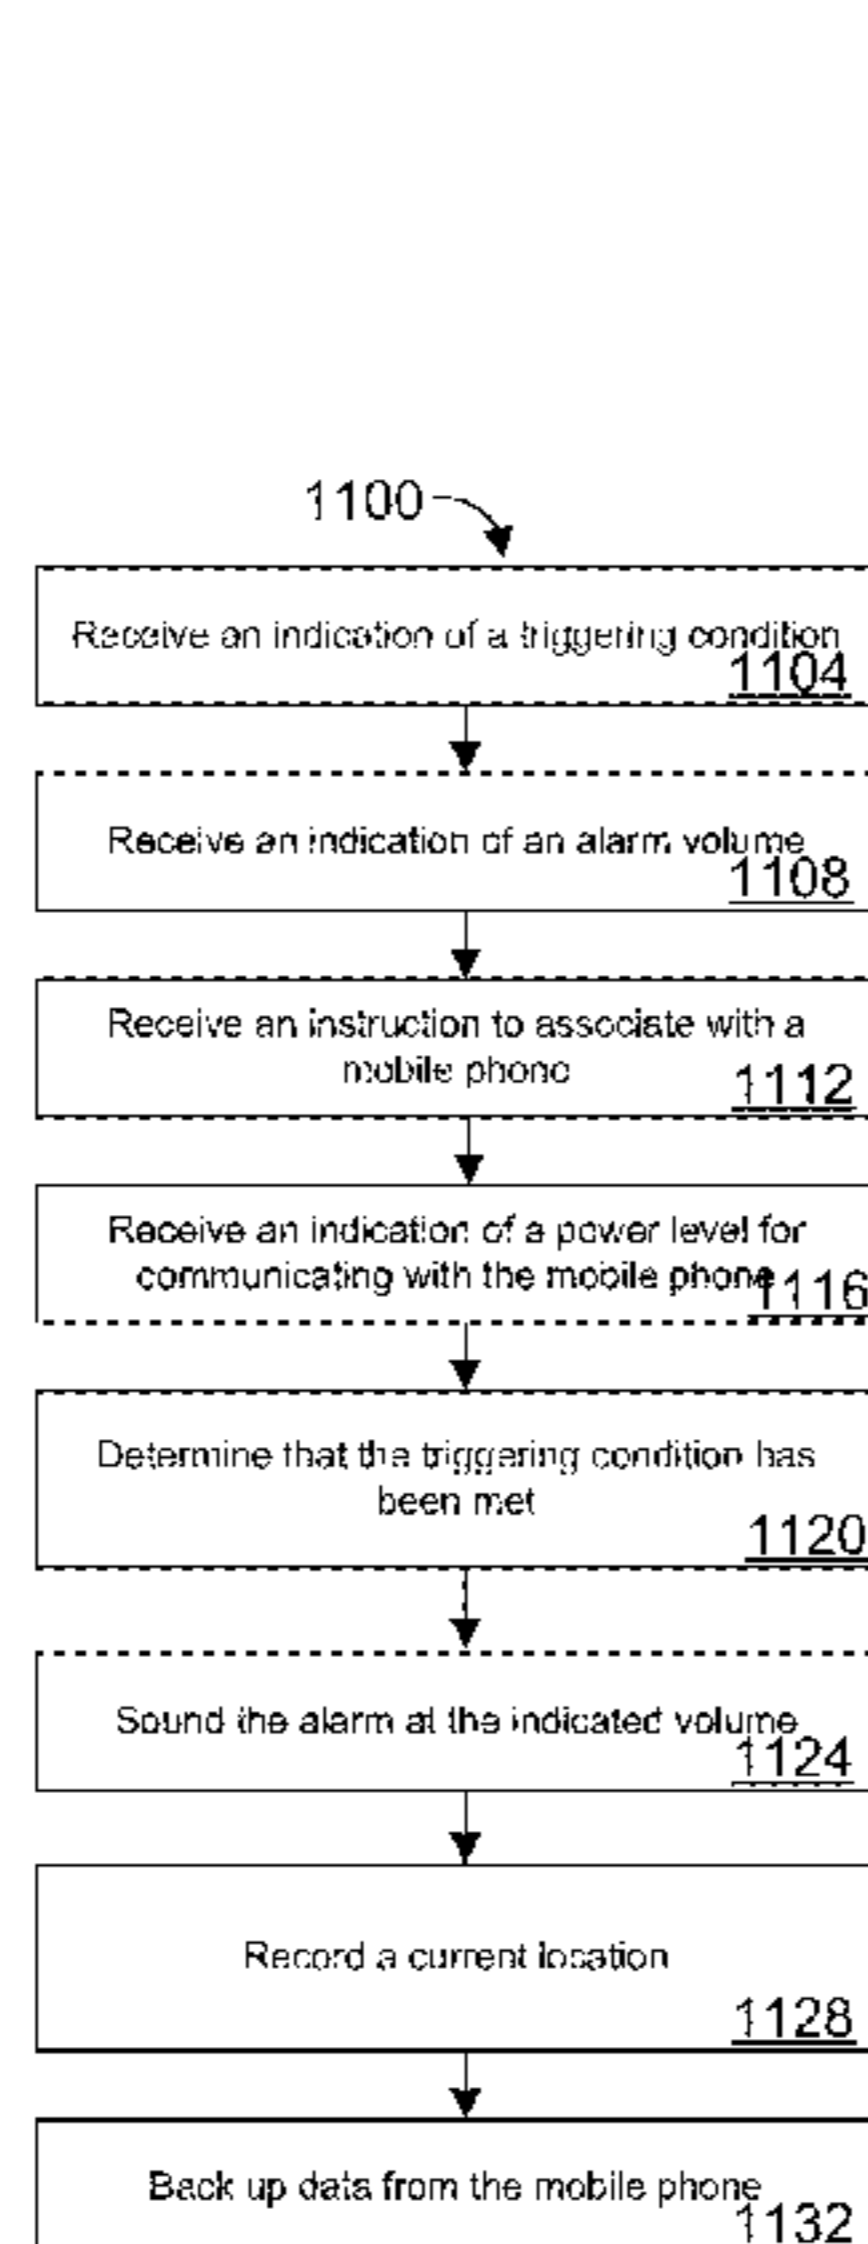 1100
Receive an indication of a triggering condition
1104
Receive an indication of an alarm volume
1108
Receive an instruction to associate with a
mobile phone
1112
Receive an indication of a power level for
communicating with the mobile phone
1116
Determine that the triggering condition has
been met
1120
Sound the alarm at the indicated volume
1124
Record a current location
1128
Back up data from the mobile phone
1132